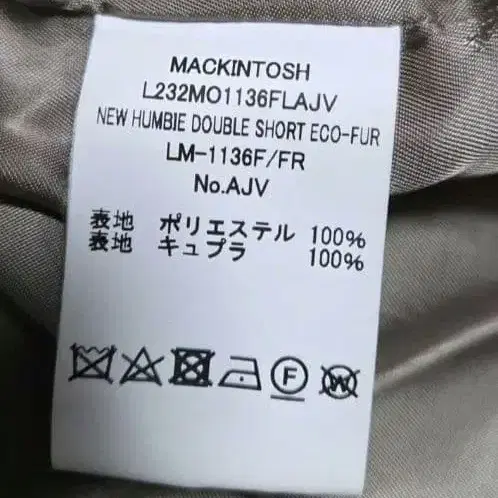 MACKINTOSH
L232MO1136FLAJV
NEW HUMBIE DOUBLE SHORT ECO-FUR
LM-1136F/FR
No.AJV
表地 ポリエステル 100%
表地 キュプラ 100%
F
W